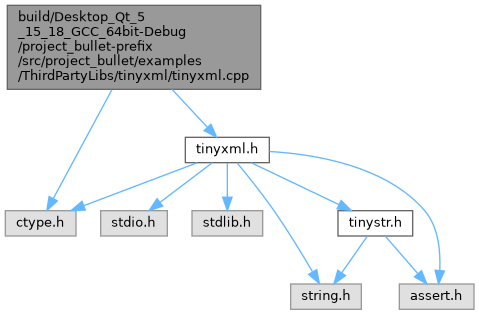 build/Desktop_Qt_5
_15_18_GCC_64bit-Debug
/project_bullet-prefix
/src/project_bullet/examples
/ThirdPartyLibs/tinyxml/tinyxml.cpp
tinyxml.h
ctype.h
stdio.h
stdlib.h
tinystr.h
string.h
assert.h